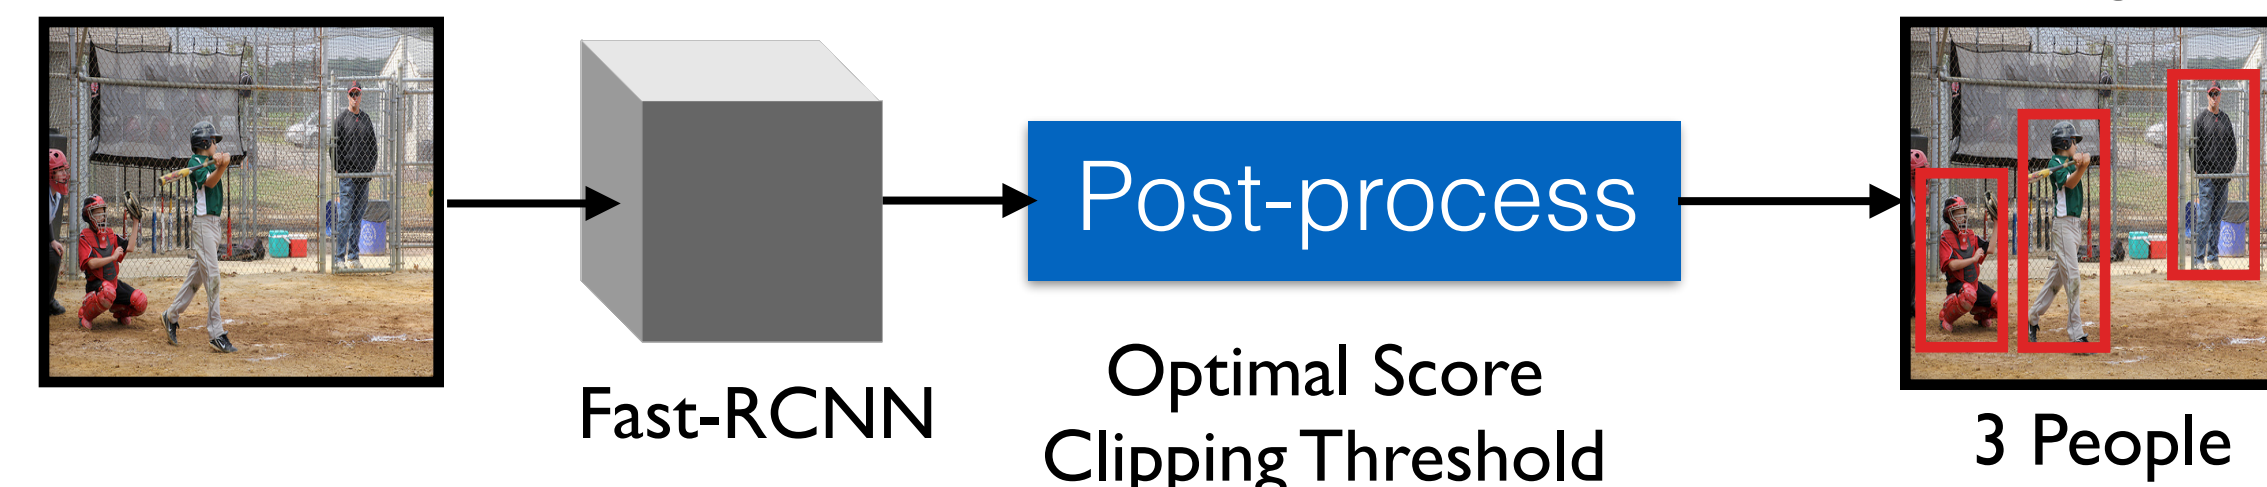 Fast-RCNN
Post-process
Optimal Score
Clipping Threshold
3 People